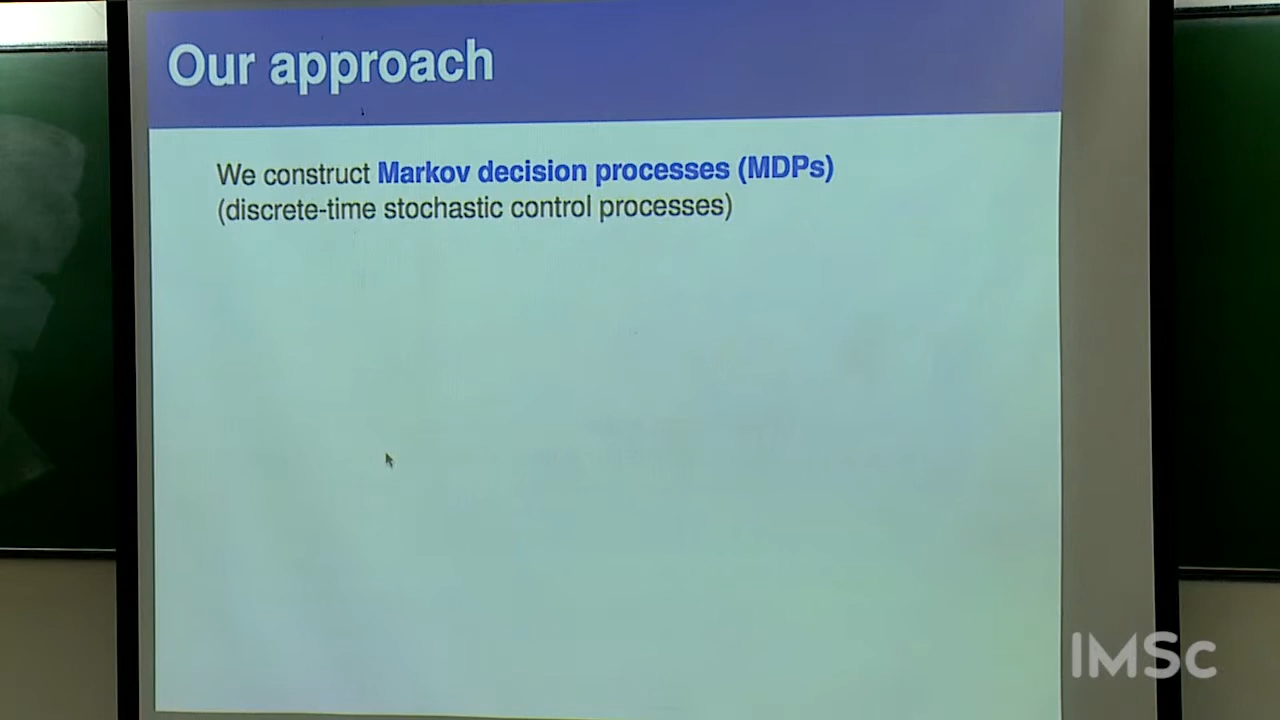 Our approach
We construct Markov decision processes (MDPs)
(discrete-time stochastic control processes)
IMSc